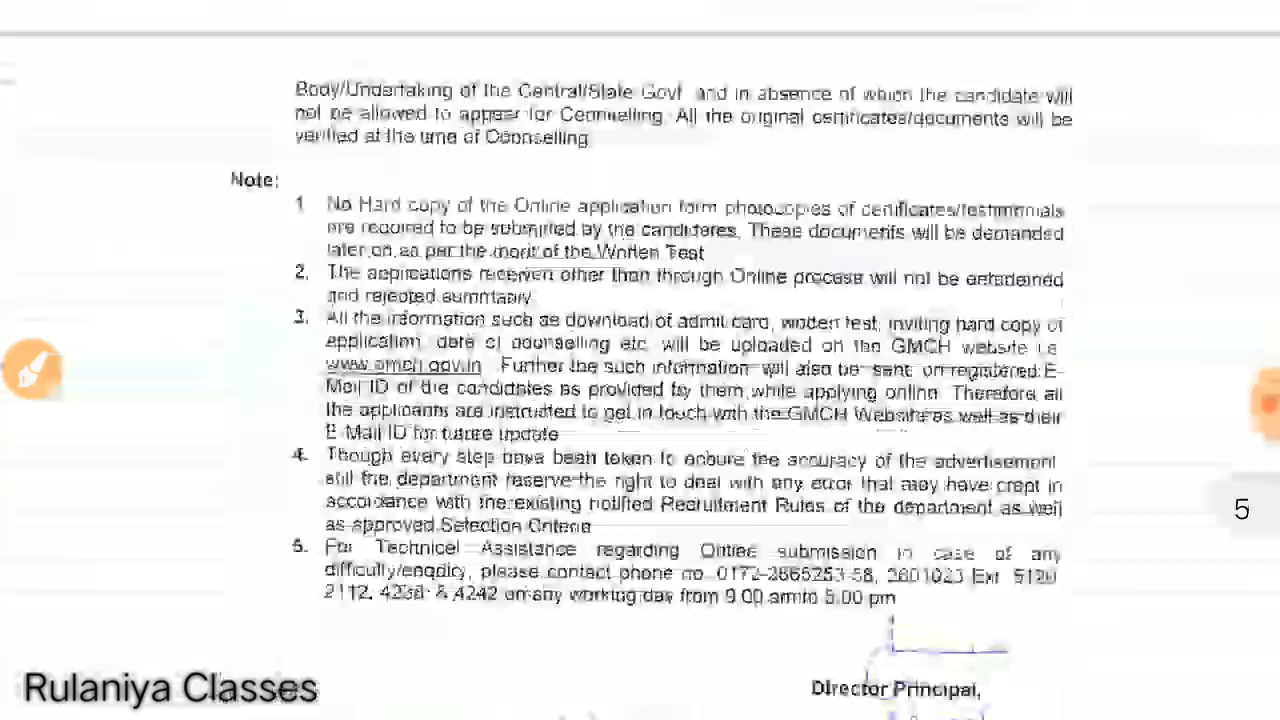 Body/Undertaking of the Central/State Govt and in absence of which the candidate will
not be allowed to appear for Counselling. All the original certificates/documents will be
verified at the time of Counselling
Note:
1 No Hard copy of the Online application form photocopies of certificates/testimonials
are required to be submitted by the candidates. These documents will be demanded
later on as per the merit of the Written Test
2. The applications received other than through Online process will not be entertained
and rejected summarily
3. All the information such as download of admit card, written test, inviting hard copy of
application, date of counselling etc will be uploaded on the GMCH website i.e
www.gmch.gov.in Further the such information will also be sent on registered E-
Mail ID of the candidates as provided by them while applying online Therefore all
the applicants are instructed to get in touch with the GMCH Website as well as their
E-Mail ID for future update
4. Though every step have been taken to ensure the accuracy of the advertisement
still the department reserve the right to deal with any error that may have crept in
accordance with the existing notified Recruitment Rules of the department as well
as approved Selection Criteria
5. For Technical Assistance regarding Online submission in case of any
difficulty/enquiry, please contact phone no. Ext
2112, & 4242 on any working day from 9.00 am to 5.00 pm
5
Rulaniya Classes
Director Principal,